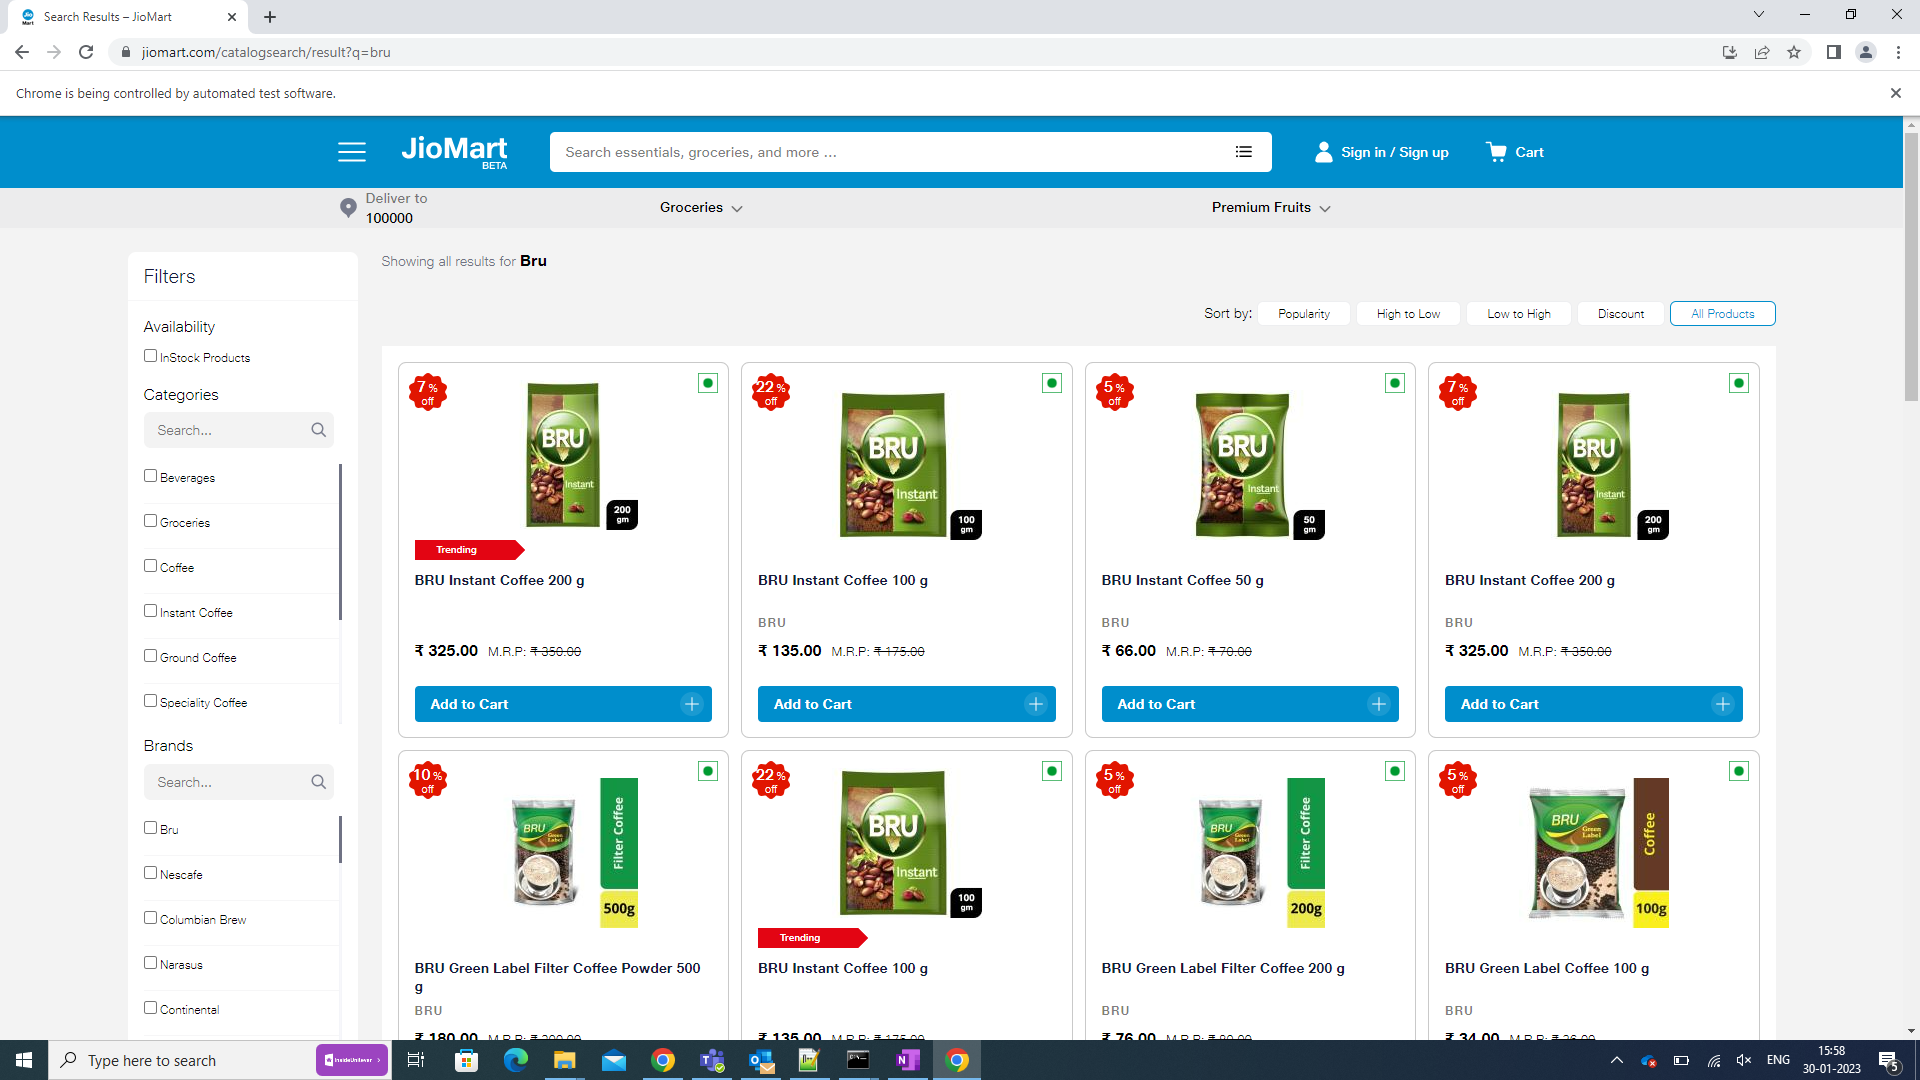 Search Results – JioMart
jiomart.com/catalogsearch/result?q=bru
Chrome is being controlled by automated test software.
JioMart
BETA
Search essentials, groceries, and more ...
Sign in / Sign up
Cart
Deliver to
100000
Groceries
Premium Fruits
Filters
Showing all results for Bru
Sort by:
Popularity
High to Low
Low to High
Discount
All Products
Availability
InStock Products
Categories
Search...
Beverages
Groceries
Coffee
Instant Coffee
Ground Coffee
Speciality Coffee
Brands
Search...
Bru
Nescafe
Columbian Brew
Narasus
Continental
7% off
BRU
Instant
200 gm
Trending
BRU Instant Coffee 200 g
₹ 325.00 M.R.P: ₹ 350.00
Add to Cart
22% off
BRU
Instant
100 gm
BRU Instant Coffee 100 g
BRU
₹ 135.00 M.R.P: ₹ 175.00
Add to Cart
5% off
BRU
Instant
50 gm
BRU Instant Coffee 50 g
BRU
₹ 66.00 M.R.P: ₹ 70.00
Add to Cart
7% off
BRU
Instant
200 gm
BRU Instant Coffee 200 g
BRU
₹ 325.00 M.R.P: ₹ 350.00
Add to Cart
10% off
BRU
Green Label
Filter Coffee
500g
BRU Green Label Filter Coffee Powder 500
g
BRU
₹ 180.00 M.R.P: ₹ 200.00
22% off
BRU
Instant
100 gm
Trending
BRU Instant Coffee 100 g
₹ 135.00 M.R.P: ₹ 175.00
5% off
BRU
Green Label
Filter Coffee
200g
BRU Green Label Filter Coffee 200 g
BRU
₹ 76.00 M.R.P: ₹ 80.00
5% off
BRU
Green Label
Coffee
100g
BRU Green Label Coffee 100 g
BRU
₹ 34.00 M.R.P: ₹ 36.00
Type here to search
InsideUnilever
ENG
15:58
30-01-2023
5